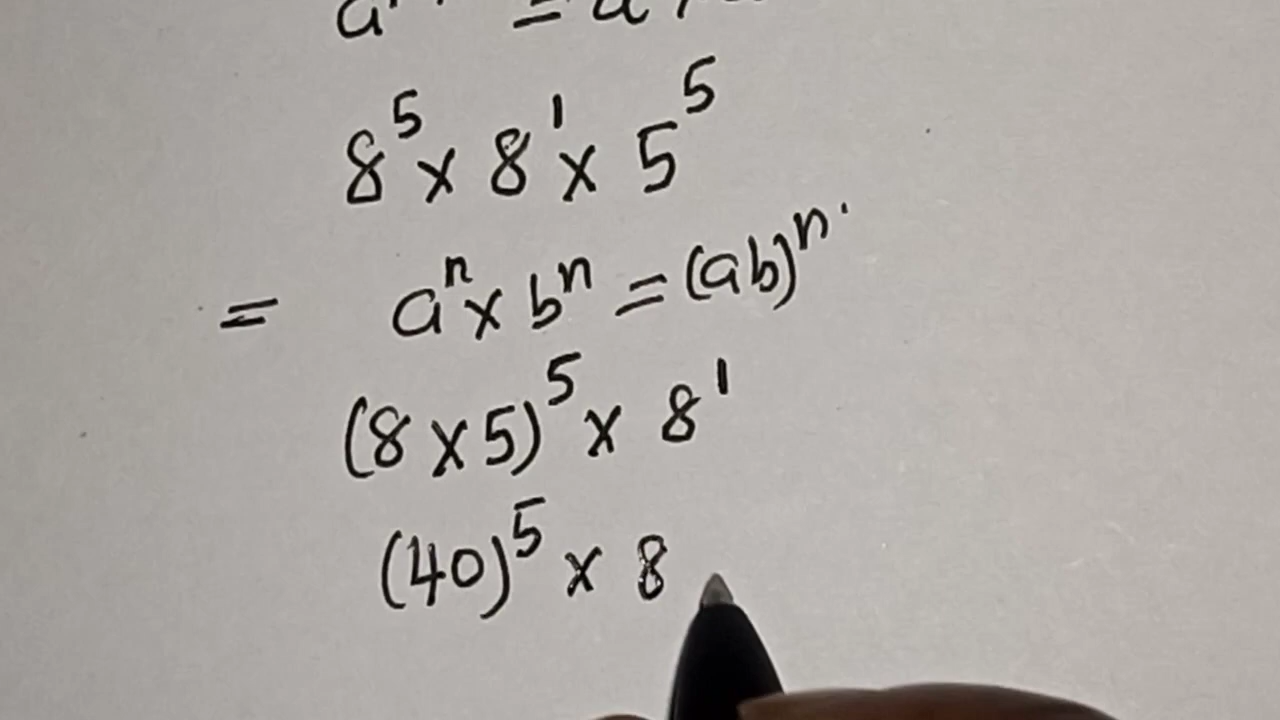 8⁵ × 8¹ × 5⁵
= aⁿ × bⁿ = (ab)ⁿ.
(8 × 5)⁵ × 8¹
(40)⁵ × 8